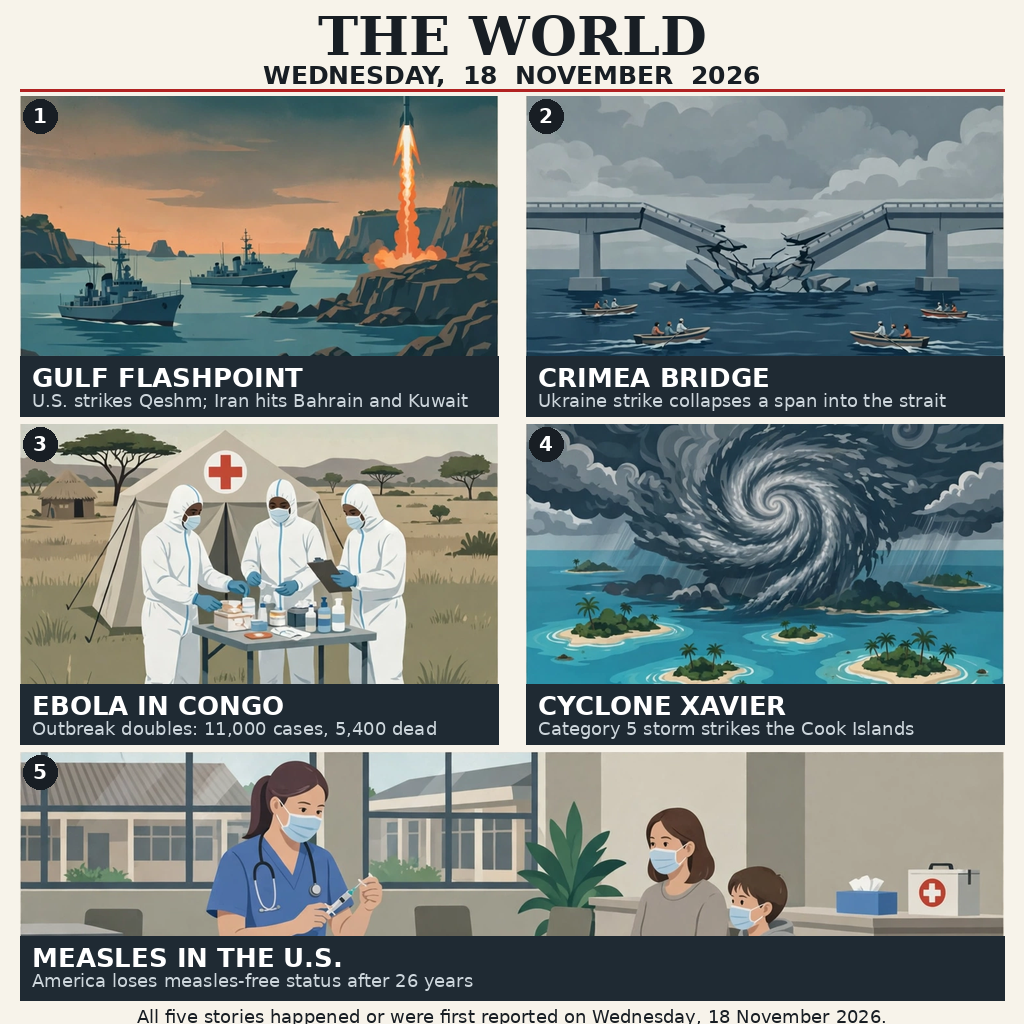 THE WORLD
WEDNESDAY, 18 NOVEMBER 2026
1
GULF FLASHPOINT
U.S. strikes Qeshm; Iran hits Bahrain and Kuwait
2
CRIMEA BRIDGE
Ukraine strike collapses a span into the strait
3
EBOLA IN CONGO
Outbreak doubles: 11,000 cases, 5,400 dead
4
CYCLONE XAVIER
Category 5 storm strikes the Cook Islands
5
MEASLES IN THE U.S.
America loses measles-free status after 26 years
All five stories happened or were first reported on Wednesday, 18 November 2026.